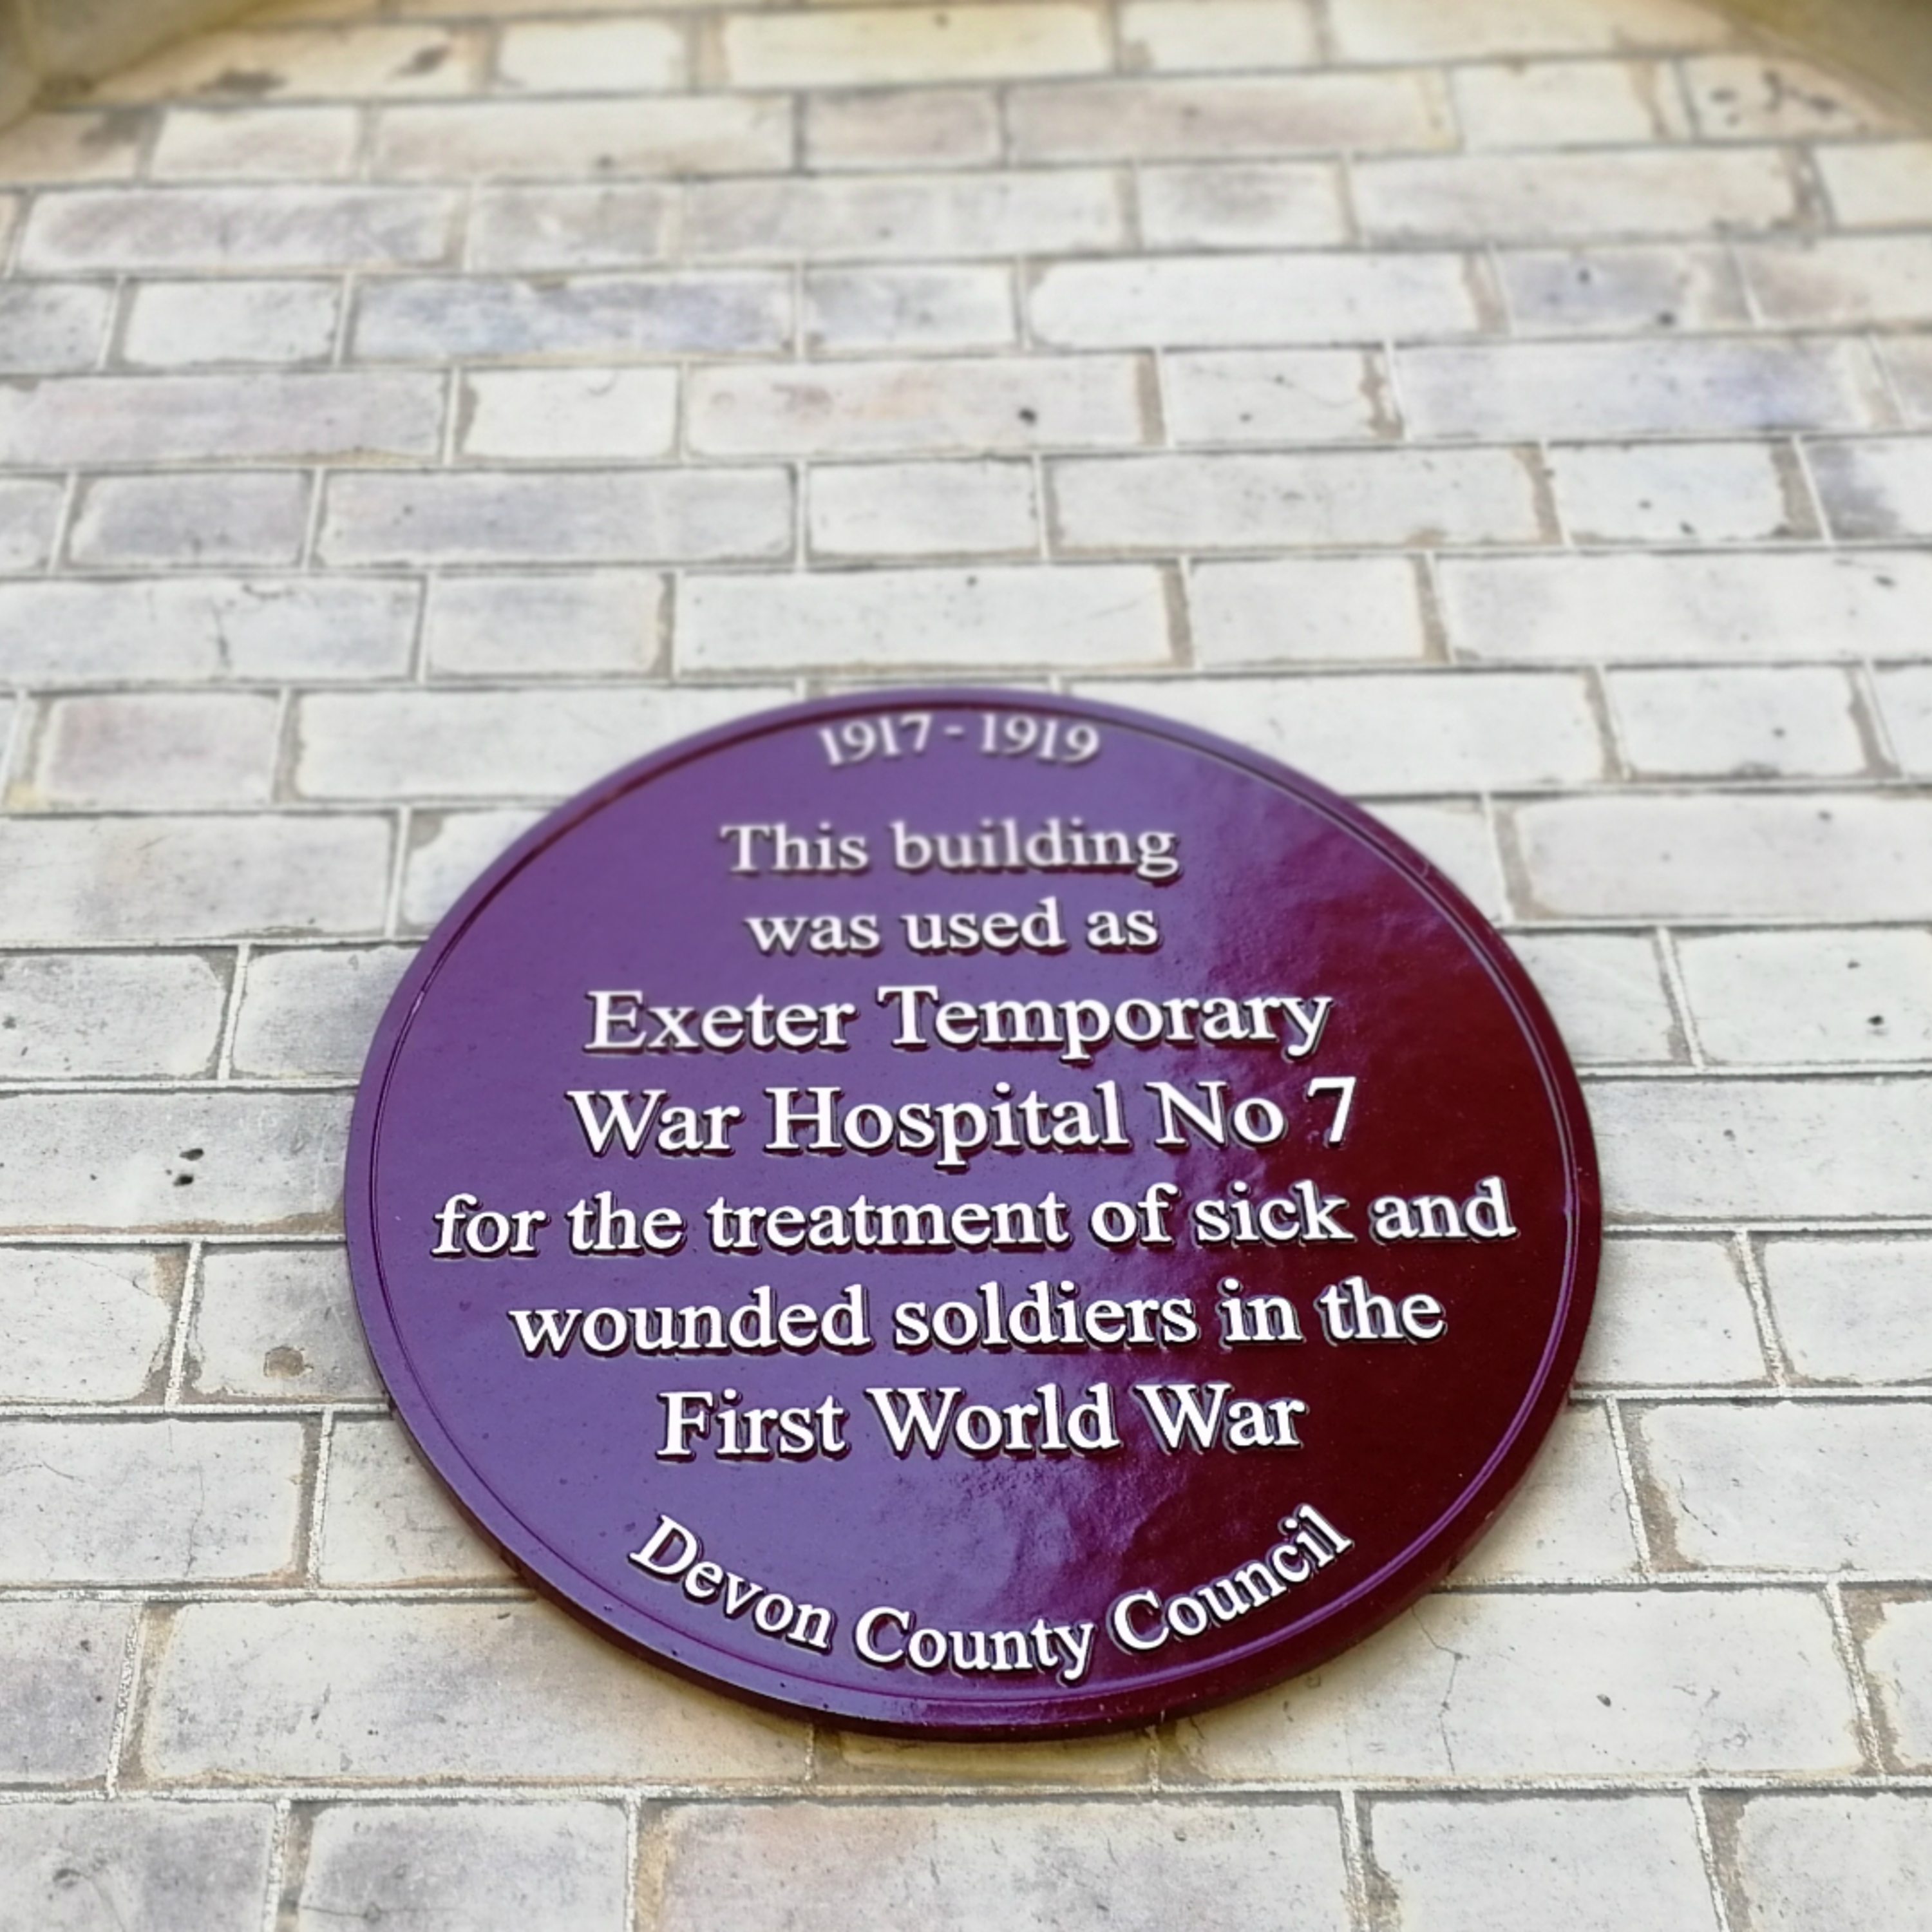 1917 - 1919
This building
was used as
Exeter Temporary
War Hospital No 7
for the treatment of sick and
wounded soldiers in the
First World War
Devon County Council